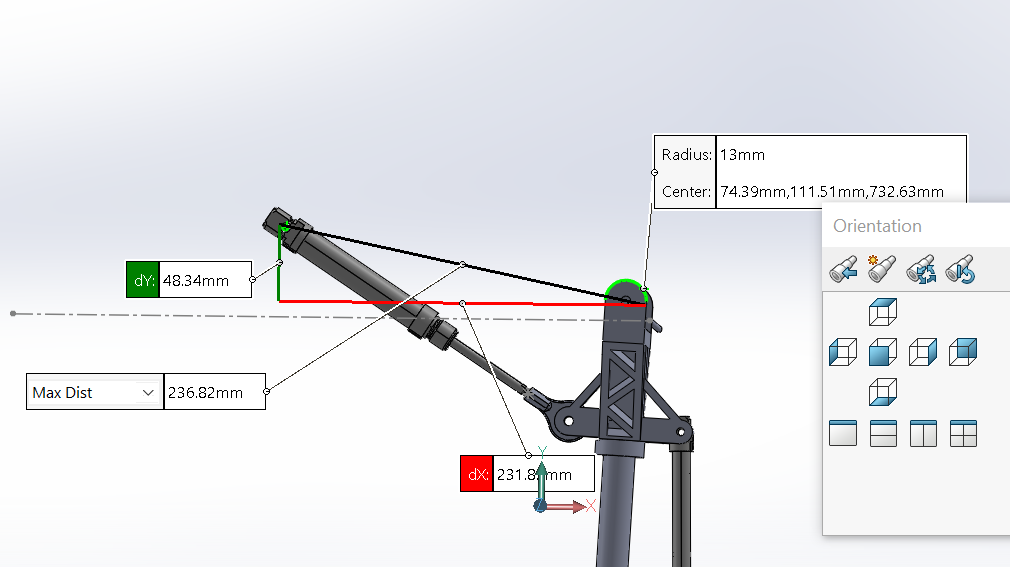 Radius: 13mm
Center: 74.39mm,111.51mm,732.63mm
Orientation
dY: 48.34mm
Max Dist 236.82mm
dX:
Y
X